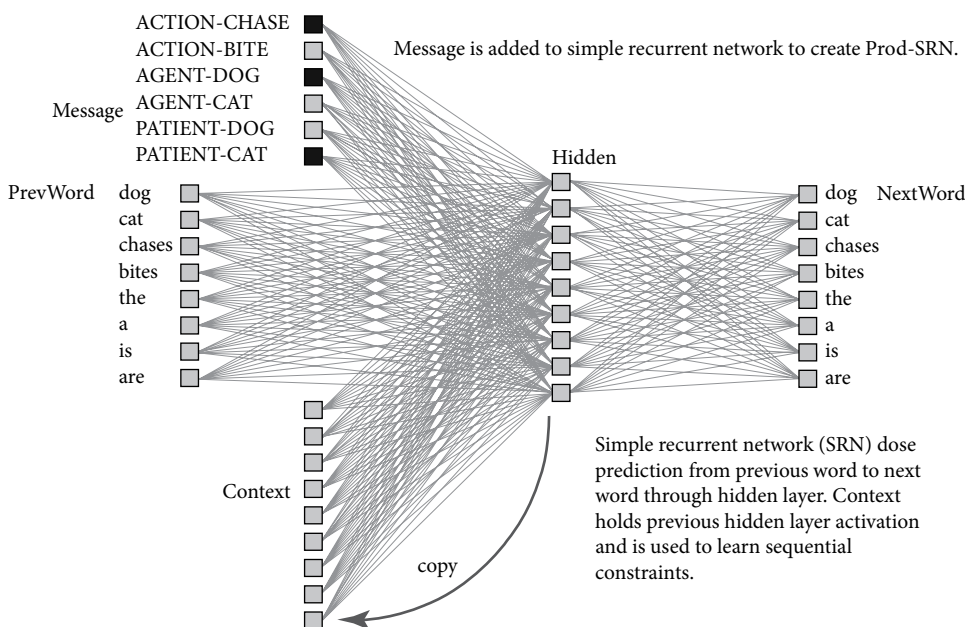 ACTION-CHASE
ACTION-BITE
AGENT-DOG
AGENT-CAT
PATIENT-DOG
PATIENT-CAT
Message
Message is added to simple recurrent network to create Prod-SRN.
Hidden
PrevWord
dog
cat
chases
bites
the
a
is
are
dog
cat
chases
bites
the
a
is
are
NextWord
Context
copy
Simple recurrent network (SRN) dose
prediction from previous word to next
word through hidden layer. Context
holds previous hidden layer activation
and is used to learn sequential
constraints.